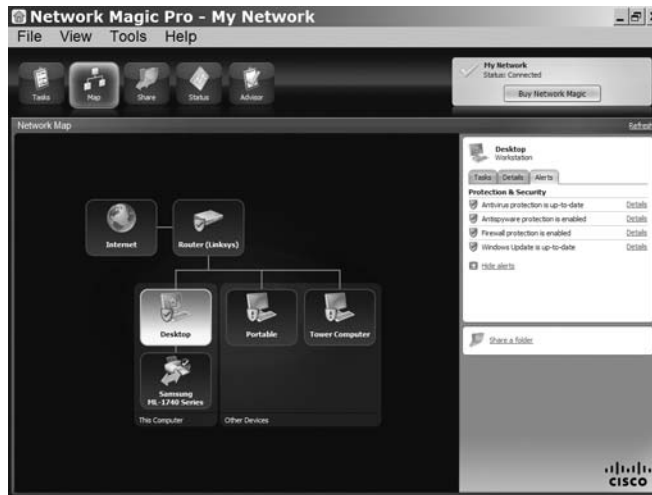 Network Magic Pro - My Network
File View Tools Help
Tasks Map Share Status Advisor
My Network
Status: Connected
Buy Network Magic
Network Map
Refresh
Desktop
Workstation
Tasks Details Alerts
Protection & Security
Antivirus protection is up-to-date Details
Antispyware protection is enabled Details
Firewall protection is enabled Details
Windows Update is up-to-date Details
Hide alerts
Share a folder
Internet
Router (Linksys)
Desktop
Portable
Tower Computer
Samsung
ML-1740 Series
This Computer
Other Devices
CISCO